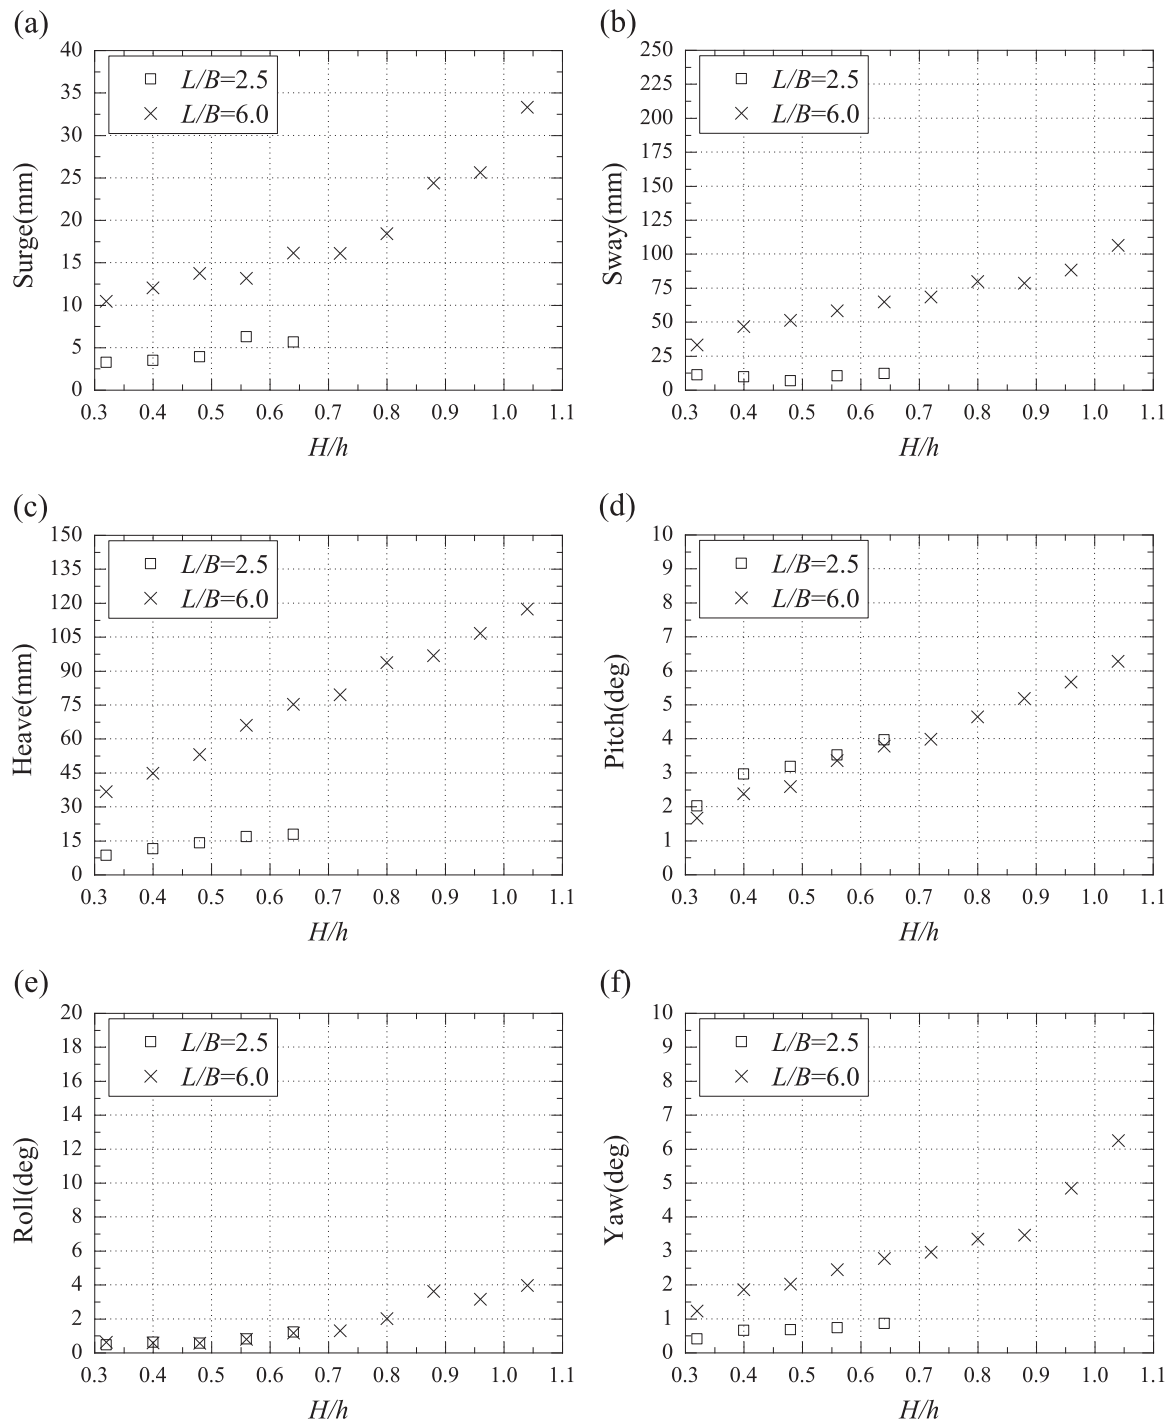 (a)
40
35
30
25
20
15
10
5
0
Surge(mm)
L/B=2.5
L/B=6.0
0.3 0.4 0.5 0.6 0.7 0.8 0.9 1.0 1.1
H/h
(b)
250
225
200
175
150
125
100
75
50
25
0
Sway(mm)
L/B=2.5
L/B=6.0
0.3 0.4 0.5 0.6 0.7 0.8 0.9 1.0 1.1
H/h
(c)
150
135
120
105
90
75
60
45
30
15
0
Heave(mm)
L/B=2.5
L/B=6.0
0.3 0.4 0.5 0.6 0.7 0.8 0.9 1.0 1.1
H/h
(d)
10
9
8
7
6
5
4
3
2
1
0
Pitch(deg)
L/B=2.5
L/B=6.0
0.3 0.4 0.5 0.6 0.7 0.8 0.9 1.0 1.1
H/h
(e)
20
18
16
14
12
10
8
6
4
2
0
Roll(deg)
L/B=2.5
L/B=6.0
0.3 0.4 0.5 0.6 0.7 0.8 0.9 1.0 1.1
H/h
(f)
10
9
8
7
6
5
4
3
2
1
0
Yaw(deg)
L/B=2.5
L/B=6.0
0.3 0.4 0.5 0.6 0.7 0.8 0.9 1.0 1.1
H/h